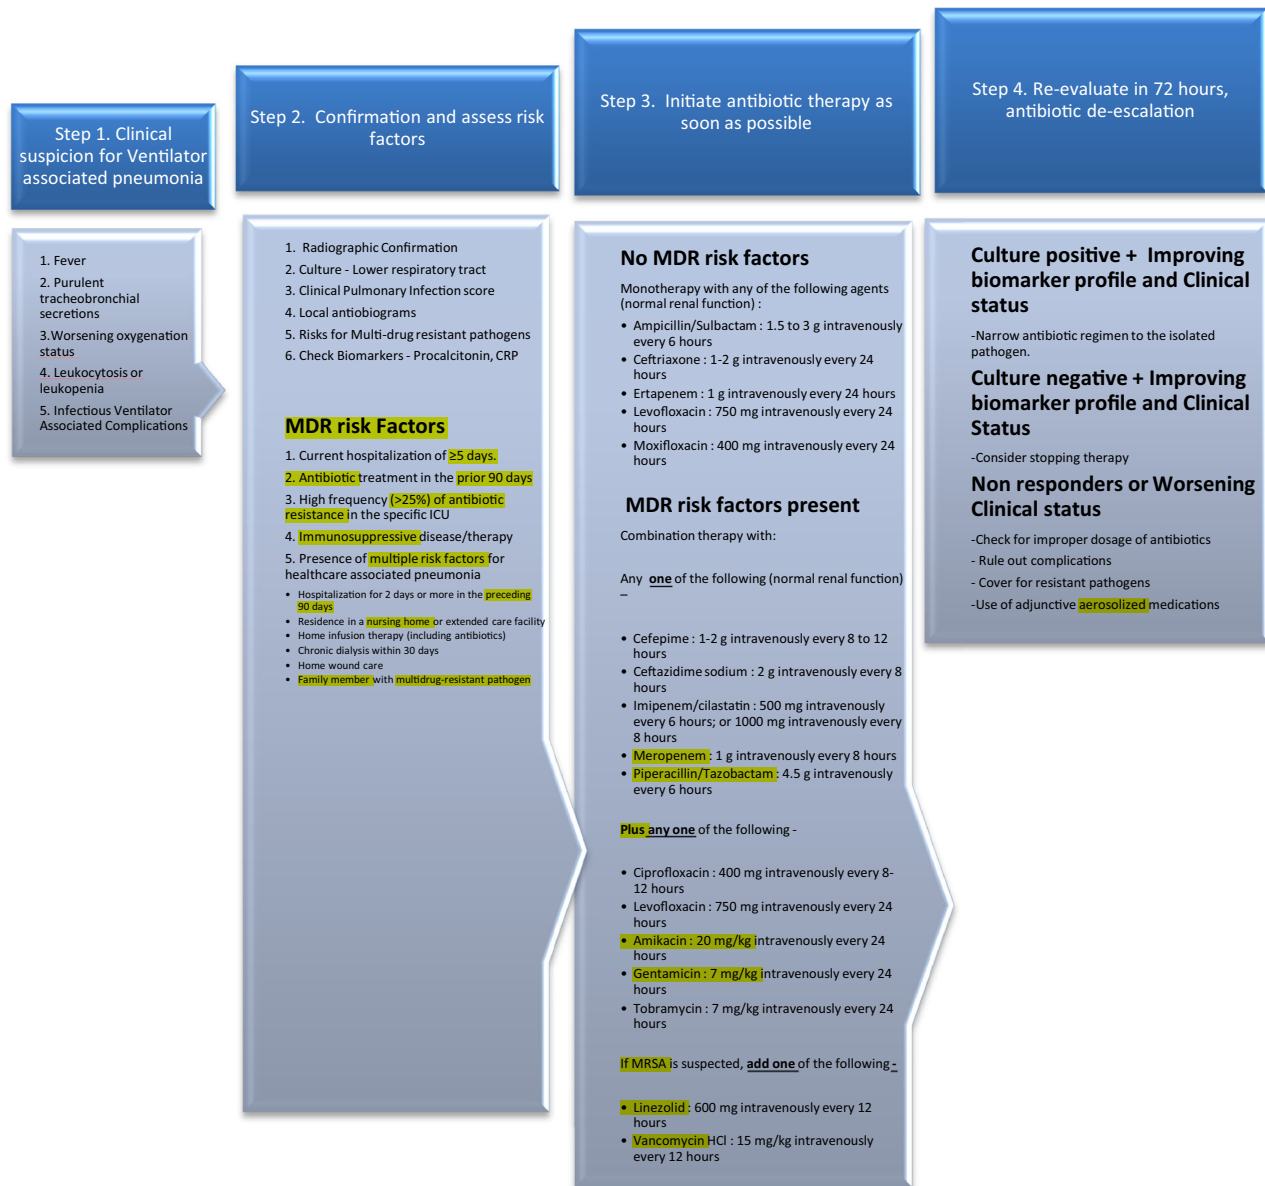 Step 1. Clinical
suspicion for Ventilator
associated pneumonia
1. Fever
2. Purulent
tracheobronchial
secretions
3.Worsening oxygenation
status
4. Leukocytosis or
leukopenia
5. Infectious Ventilator
Associated Complications
Step 2. Confirmation and assess risk
factors
1. Radiographic Confirmation
2. Culture - Lower respiratory tract
3. Clinical Pulmonary Infection score
4. Local antiobiograms
5. Risks for Multi-drug resistant pathogens
6. Check Biomarkers - Procalcitonin, CRP
MDR risk Factors
1. Current hospitalization of ≥5 days.
2. Antibiotic treatment in the prior 90 days
3. High frequency (>25%) of antibiotic
resistance in the specific ICU
4. Immunosuppressive disease/therapy
5. Presence of multiple risk factors for
healthcare associated pneumonia
• Hospitalization for 2 days or more in the preceding
90 days
• Residence in a nursing home or extended care facility
• Home infusion therapy (including antibiotics)
• Chronic dialysis within 30 days
• Home wound care
• Family member with multidrug-resistant pathogen
Step 3. Initiate antibiotic therapy as
soon as possible
No MDR risk factors
Monotherapy with any of the following agents
(normal renal function) :
• Ampicillin/Sulbactam : 1.5 to 3 g intravenously
every 6 hours
• Ceftriaxone : 1-2 g intravenously every 24
hours
• Ertapenem : 1 g intravenously every 24 hours
• Levofloxacin : 750 mg intravenously every 24
hours
• Moxifloxacin : 400 mg intravenously every 24
hours
MDR risk factors present
Combination therapy with:
Any one of the following (normal renal function)
–
• Cefepime : 1-2 g intravenously every 8 to 12
hours
• Ceftazidime sodium : 2 g intravenously every 8
hours
• Imipenem/cilastatin : 500 mg intravenously
every 6 hours; or 1000 mg intravenously every
8 hours
• Meropenem : 1 g intravenously every 8 hours
• Piperacillin/Tazobactam : 4.5 g intravenously
every 6 hours
Plus any one of the following -
• Ciprofloxacin : 400 mg intravenously every 8-
12 hours
• Levofloxacin : 750 mg intravenously every 24
hours
• Amikacin : 20 mg/kg intravenously every 24
hours
• Gentamicin : 7 mg/kg intravenously every 24
hours
• Tobramycin : 7 mg/kg intravenously every 24
hours
If MRSA is suspected, add one of the following -
• Linezolid : 600 mg intravenously every 12
hours
• Vancomycin HCl : 15 mg/kg intravenously
every 12 hours
Step 4. Re-evaluate in 72 hours,
antibiotic de-escalation
Culture positive + Improving
biomarker profile and Clinical
status
-Narrow antibiotic regimen to the isolated
pathogen.
Culture negative + Improving
biomarker profile and Clinical
Status
-Consider stopping therapy
Non responders or Worsening
Clinical status
-Check for improper dosage of antibiotics
- Rule out complications
- Cover for resistant pathogens
-Use of adjunctive aerosolized medications